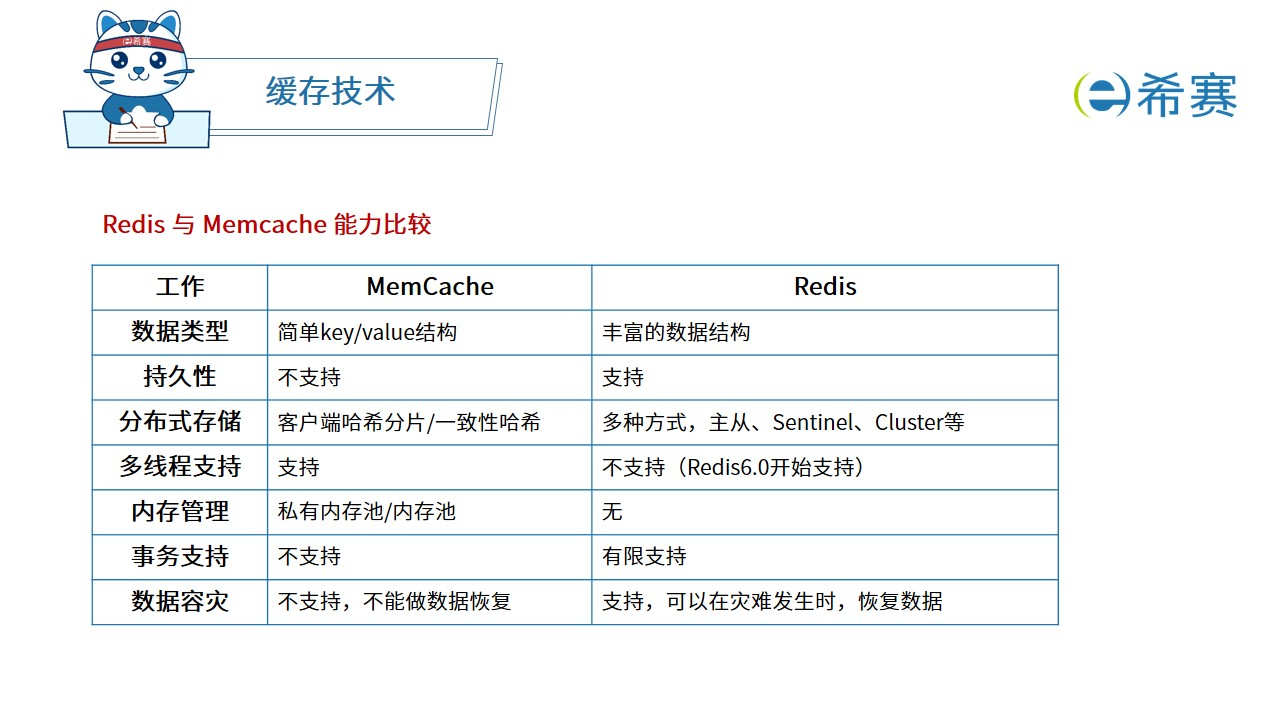 希赛
缓存技术
希赛
Redis 与 Memcache 能力比较
工作 MemCache Redis
数据类型 简单key/value结构 丰富的数据结构
持久性 不支持 支持
分布式存储 客户端哈希分片/一致性哈希 多种方式，主从、Sentinel、Cluster等
多线程支持 支持 不支持（Redis6.0开始支持）
内存管理 私有内存池/内存池 无
事务支持 不支持 有限支持
数据容灾 不支持，不能做数据恢复 支持，可以在灾难发生时，恢复数据